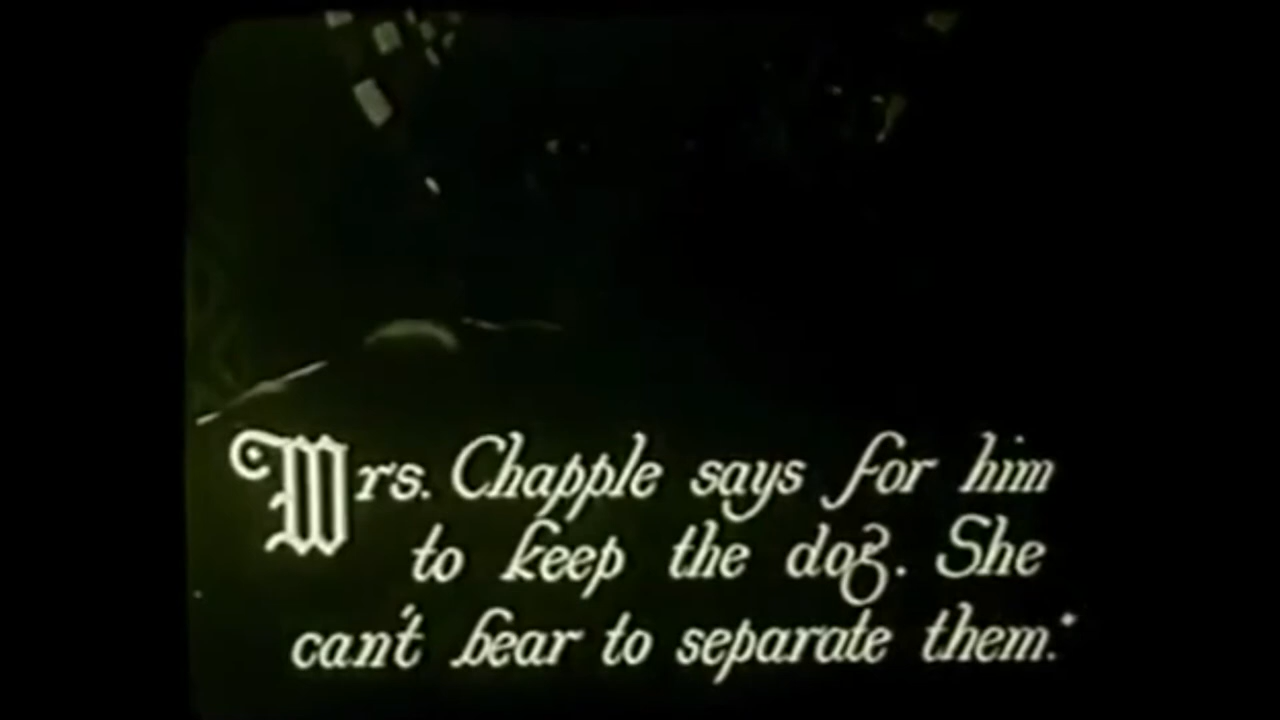 Mrs. Chapple says for him
to keep the dog. She
can't bear to separate them."